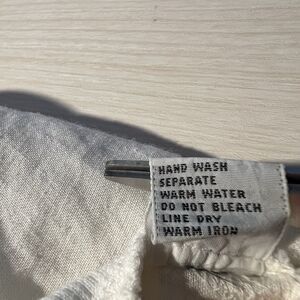 HAND WASH
SEPARATE
WARM WATER
DO NOT BLEACH
LINE DRY
WARM IRON